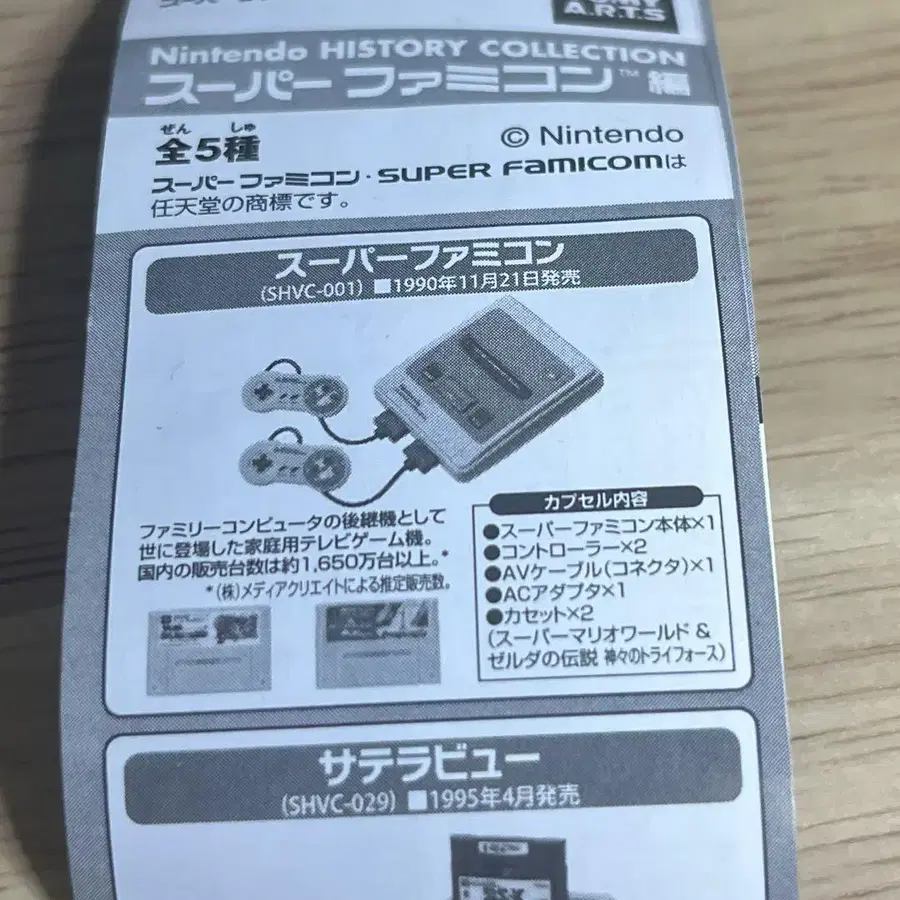 A.R.T.S
Nintendo HISTORY COLLECTION
スーパーファミコン™編
ぜん しゅ
全5種
© Nintendo
スーパーファミコン・SUPER FAMICOMは
任天堂の商標です。
スーパーファミコン
(SHVC-001) ■1990年11月21日発売
ファミリーコンピュータの後継機として
世に登場した家庭用テレビゲーム機。
国内の販売台数は約1,650万台以上。*
*(株)メディアクリエイトによる推定販売数。
カプセル内容
●スーパーファミコン本体×1
●コントローラー×2
●AVケーブル(コネクタ)×1
●ACアダプタ×1
●カセット×2
(スーパーマリオワールド &
ゼルダの伝説 神々のトライフォース)
サテラビュー
(SHVC-029) ■1995年4月発売